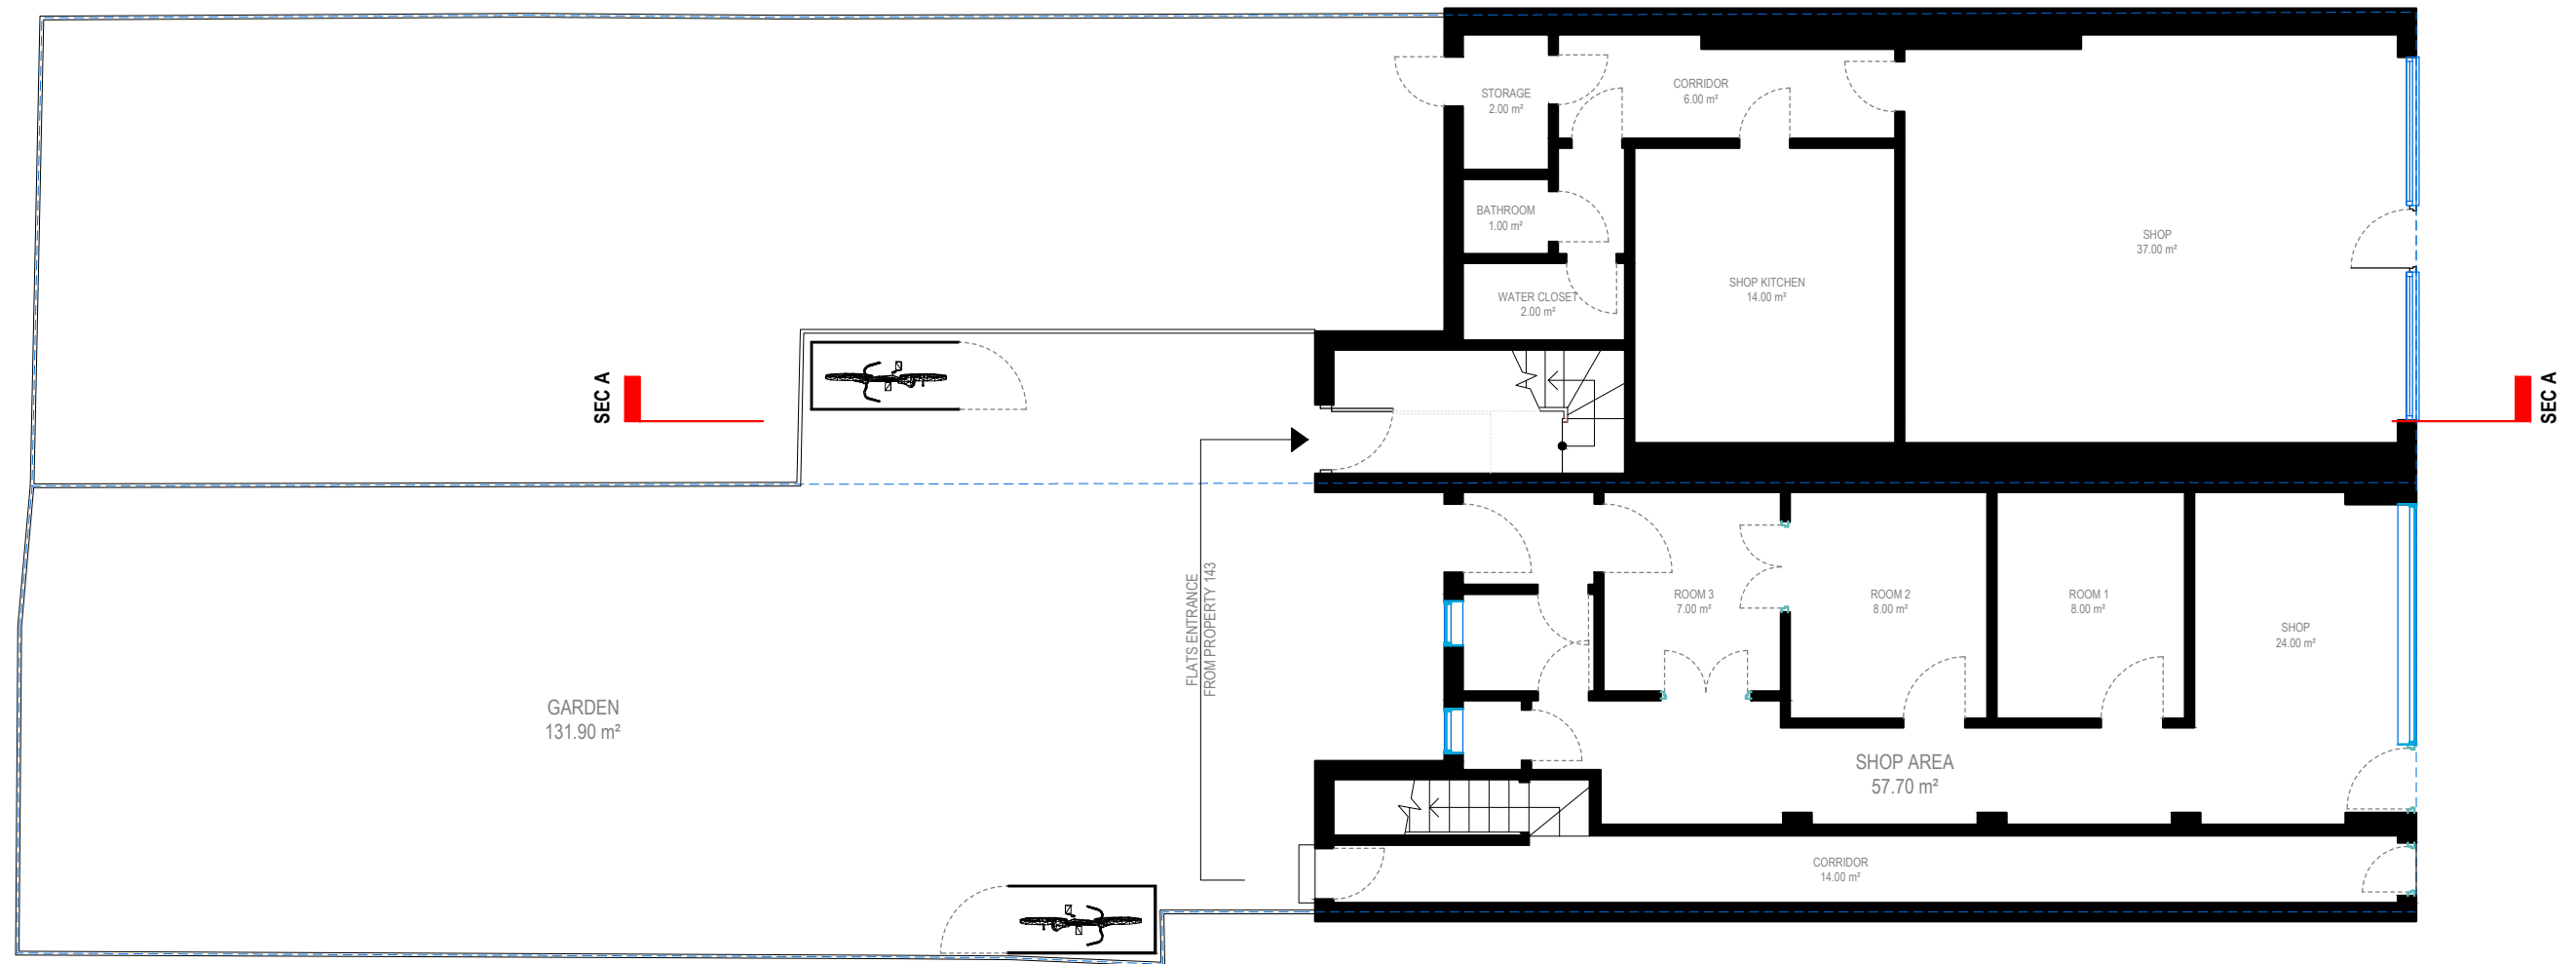 STORAGE
2.00 m²
CORRIDOR
6.00 m²
BATHROOM
1.00 m²
WATER CLOSET
2.00 m²
SHOP KITCHEN
14.00 m²
SHOP
37.00 m²
SEC A
SEC A
FLATS ENTRANCE
FROM PROPERTY 143
GARDEN
131.90 m²
ROOM 3
7.00 m²
ROOM 2
8.00 m²
ROOM 1
8.00 m²
SHOP
24.00 m²
SHOP AREA
57.70 m²
CORRIDOR
14.00 m²